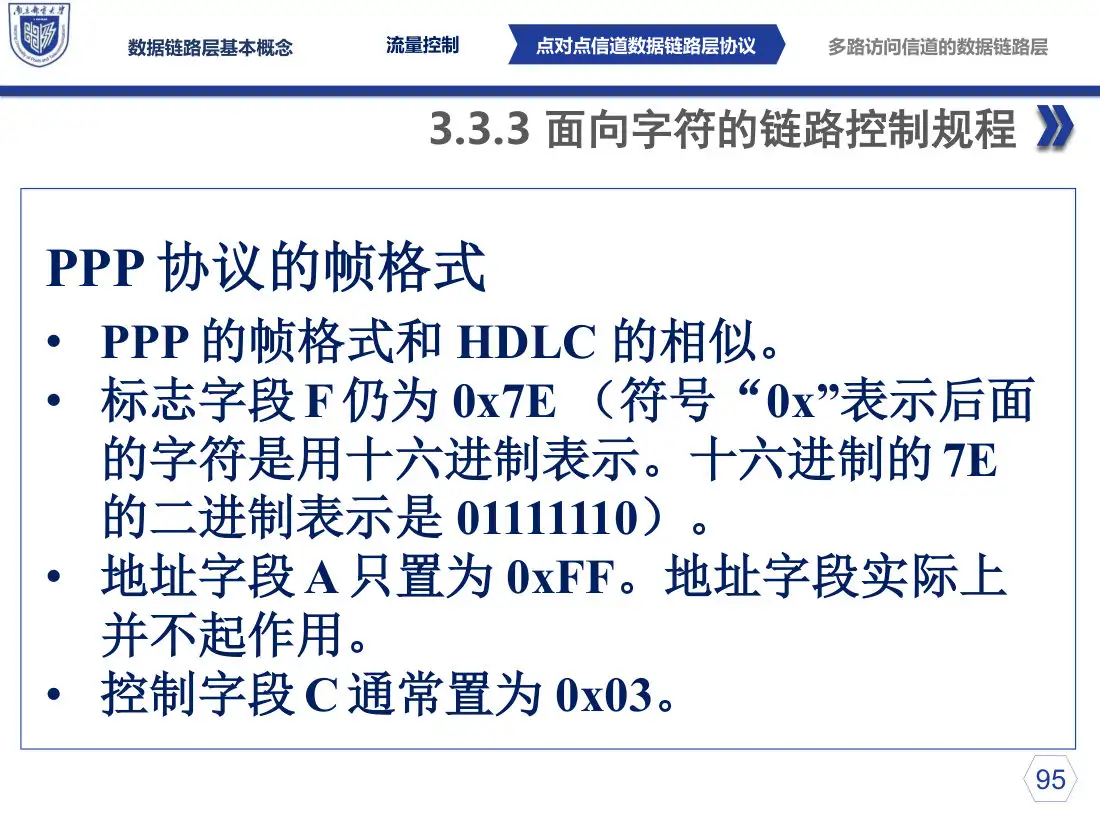 南京邮电大学
数据链路层基本概念
流量控制
点对点信道数据链路层协议
多路访问信道的数据链路层
3.3.3 面向字符的链路控制规程
PPP 协议的帧格式
• PPP 的帧格式和 HDLC 的相似。
• 标志字段 F 仍为 0x7E （符号“0x”表示后面
的字符是用十六进制表示。十六进制的 7E
的二进制表示是 01111110）。
• 地址字段 A 只置为 0xFF。地址字段实际上
并不起作用。
• 控制字段 C 通常置为 0x03。
95